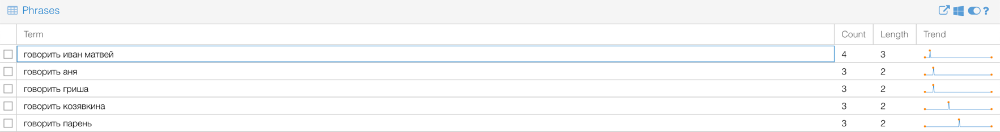 Phrases ?
Term Count Length Trend
говорить иван матвей 4 3
говорить аня 3 2
говорить гриша 3 2
говорить козявкина 3 2
говорить парень 3 2